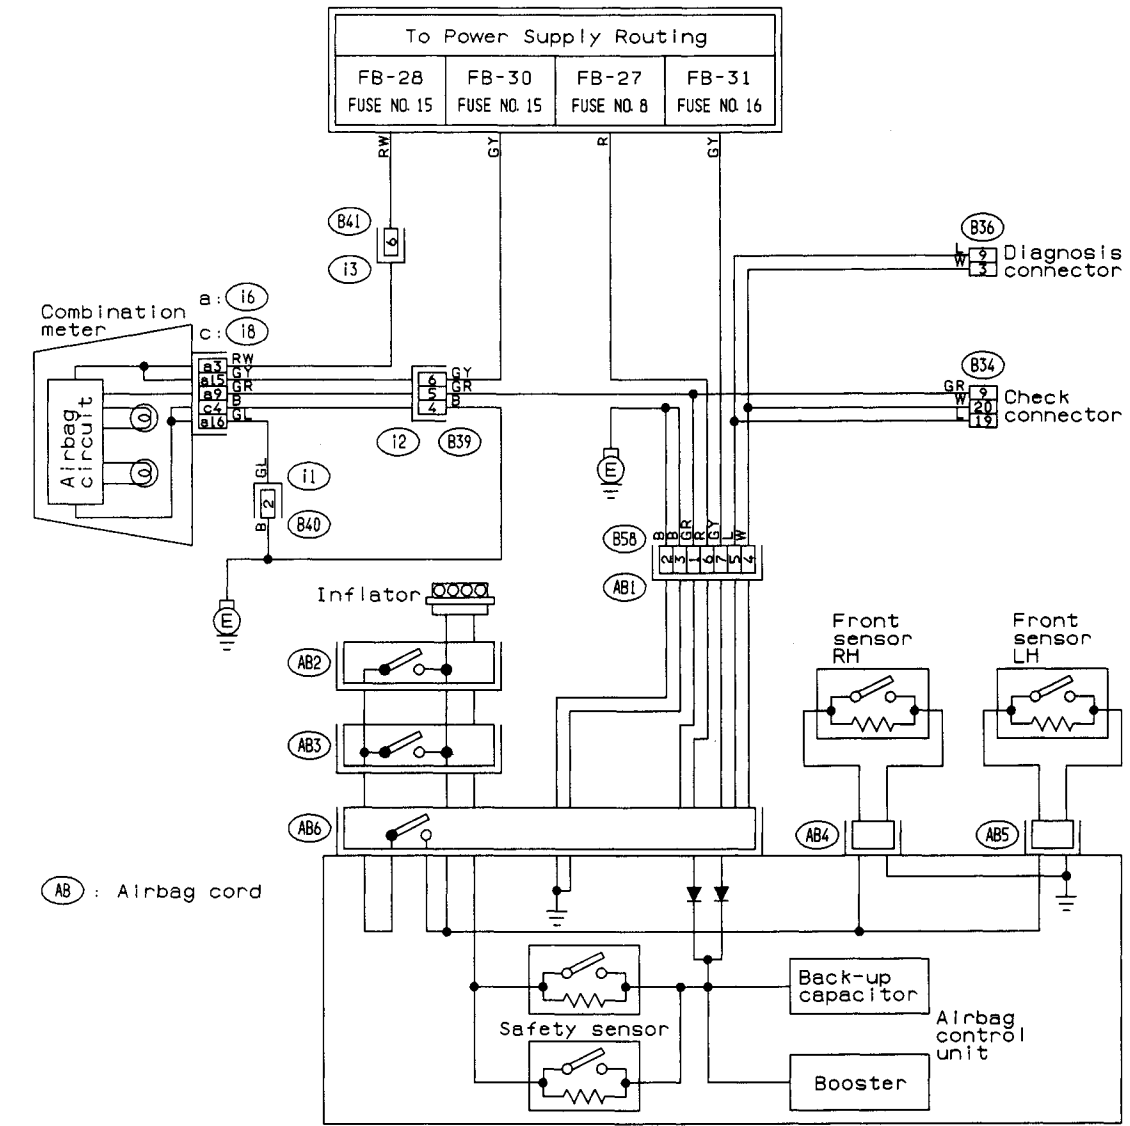 To Power Supply Routing
FB-28 FB-30 FB-27 FB-31
FUSE NO. 15 FUSE NO. 15 FUSE NO. 8 FUSE NO. 16
RW GY R GY
B41
6
i3
B36
L 9 Diagnosis
W 3 connector
a: i6
c: i8
Combination
meter
a3 RW
a15 GY
a9 GR
c4 B
a16 GL
6 GY
5 GR
4 B
i2 B39
Airbag
circuit
B34
GR 9 Check
W 20 connector
L 19
E
GL
i1
2
B
B40
E
B58
B B GR R GY L W
2 3 1 6 7 5 4
AB1
Inflator
AB2
AB3
AB6
Front
sensor
RH
Front
sensor
LH
AB4
AB5
AB : Airbag cord
Safety sensor
Back-up
capacitor
Booster
Airbag
control
unit